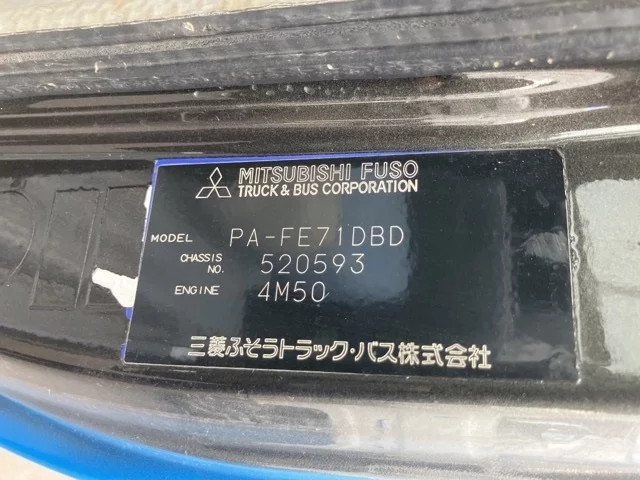 MITSUBISHI FUSO
TRUCK & BUS CORPORATION
MODEL PA-FE71DBD
CHASSIS NO. 520593
ENGINE 4M50
三菱ふそうトラック・バス株式会社